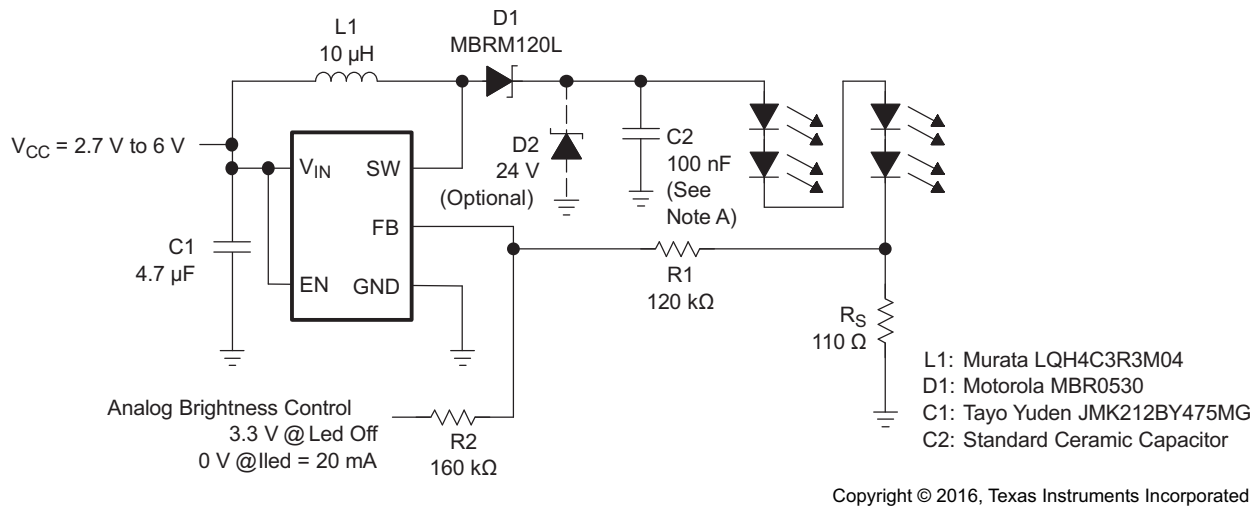 D1
MBRM120L
L1
10 µH
VCC = 2.7 V to 6 V
VIN
SW
D2
24 V
(Optional)
C2
100 nF
(See
Note A)
FB
C1
4.7 µF
EN
GND
R1
120 kΩ
RS
110 Ω
L1: Murata LQH4C3R3M04
D1: Motorola MBR0530
C1: Tayo Yuden JMK212BY475MG
C2: Standard Ceramic Capacitor
Analog Brightness Control
3.3 V @ Led Off
0 V @ Iled = 20 mA
R2
160 kΩ
Copyright © 2016, Texas Instruments Incorporated